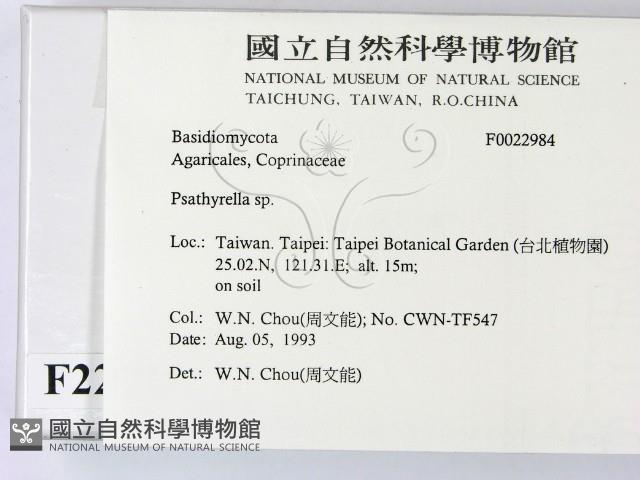 國立自然科學博物館
NATIONAL MUSEUM OF NATURAL SCIENCE
TAICHUNG, TAIWAN, R.O.CHINA
Basidiomycota F0022984
Agaricales, Coprinaceae
Psathyrella sp.
Loc.: Taiwan. Taipei: Taipei Botanical Garden (台北植物園)
25.02.N, 121.31.E; alt. 15m;
on soil
Col.: W.N. Chou(周文能); No. CWN-TF547
Date: Aug. 05, 1993
Det.: W.N. Chou(周文能)
F22
國立自然科學博物館
NATIONAL MUSEUM OF NATURAL SCIENCE